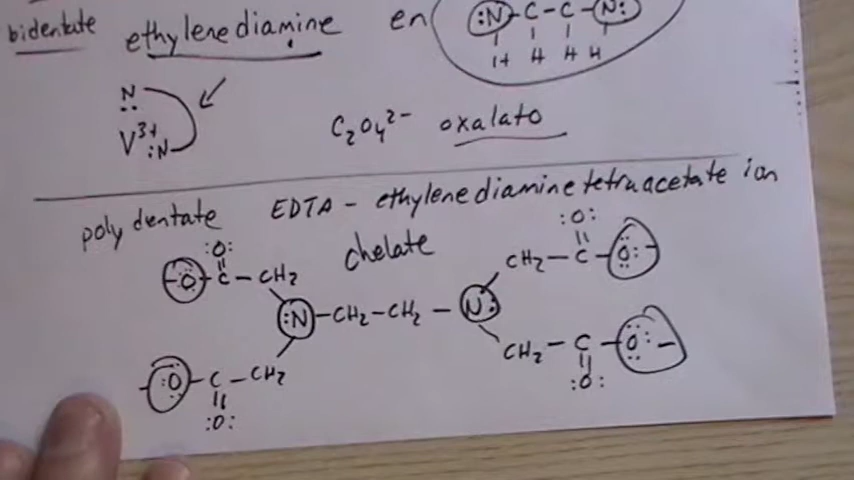 bidentate ethylenediamine en :N-C-C-N:
H H H H
N
V3+ :N
C2O4 2- oxalato
polydentate EDTA - ethylenediaminetetraacetate ion
chelate
:O: :O:
-O-C-CH2 CH2-C-O-
:N-CH2-CH2-N:
-O-C-CH2 CH2-C-O-
:O: :O: